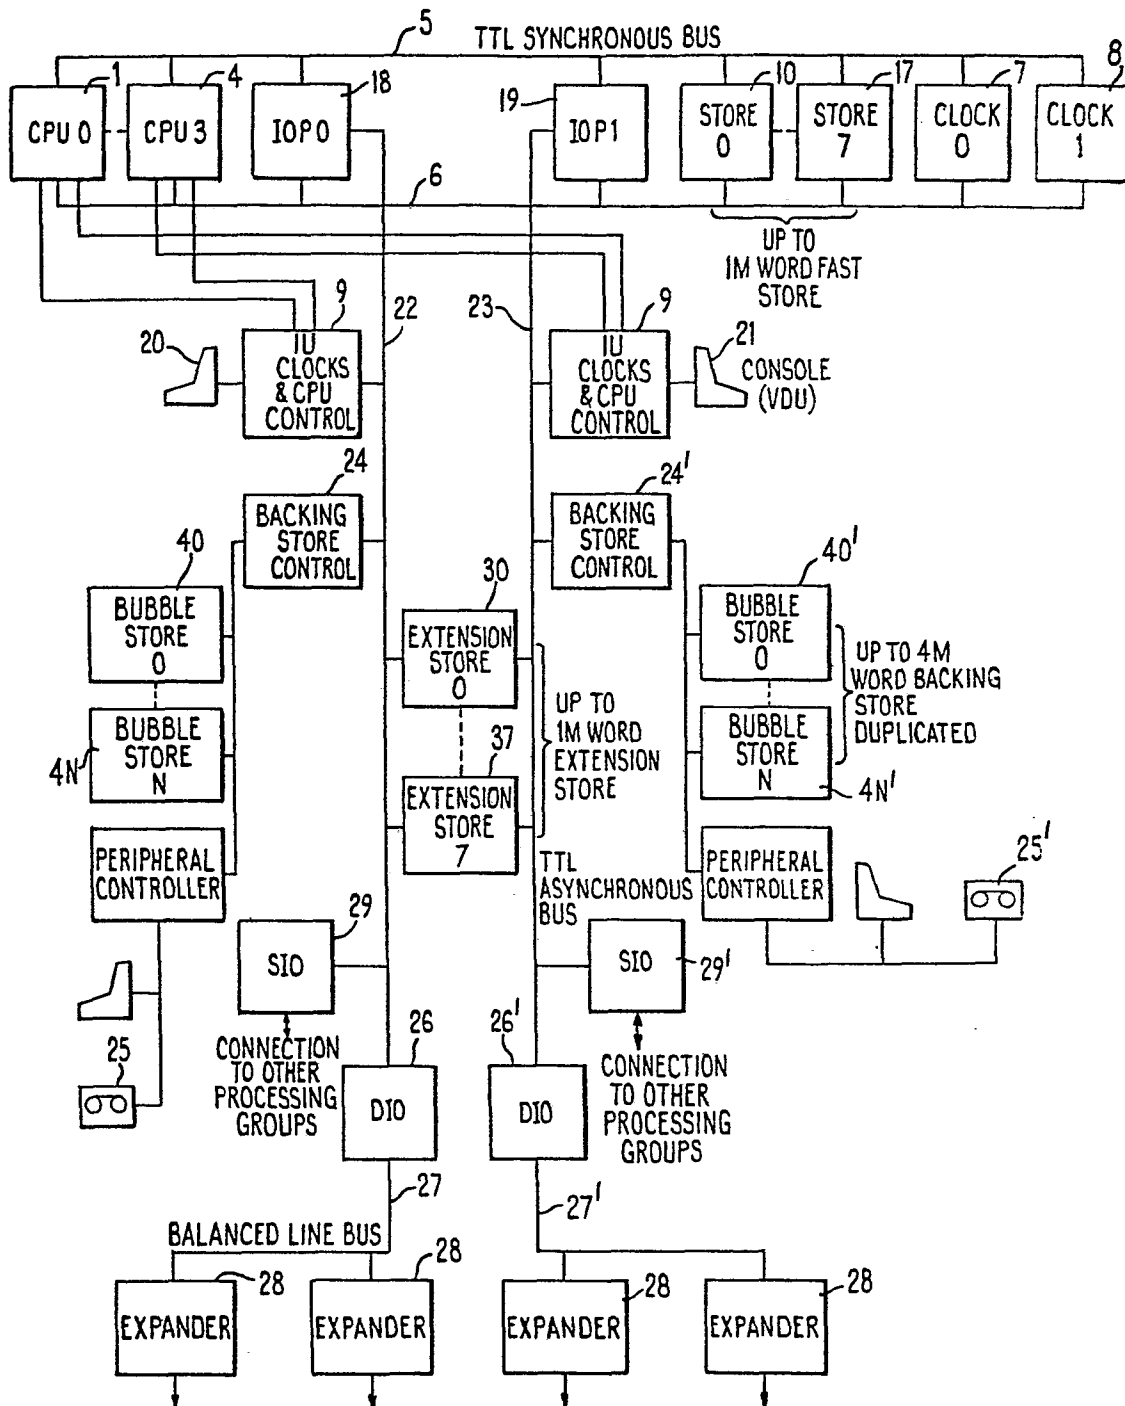 5
TTL SYNCHRONOUS BUS
1
4
18
19
10
17
7
8
CPU 0
CPU 3
IOP0
IOP1
STORE
0
STORE
7
CLOCK
0
CLOCK
1
6
UP TO
1M WORD FAST
STORE
9
22
23
9
20
IU
CLOCKS
& CPU
CONTROL
IU
CLOCKS
& CPU
CONTROL
21
CONSOLE
(VDU)
24
BACKING
STORE
CONTROL
24'
BACKING
STORE
CONTROL
40
BUBBLE
STORE
0
30
EXTENSION
STORE
0
40'
BUBBLE
STORE
0
UP TO 4M
WORD BACKING
STORE
DUPLICATED
UP TO
1M WORD
EXTENSION
STORE
4N
BUBBLE
STORE
N
37
EXTENSION
STORE
7
BUBBLE
STORE
N
4N'
PERIPHERAL
CONTROLLER
TTL
ASYNCHRONOUS
BUS
PERIPHERAL
CONTROLLER
25'
29
SIO
SIO
29'
CONNECTION
TO OTHER
PROCESSING
GROUPS
CONNECTION
TO OTHER
PROCESSING
GROUPS
25
26
DIO
26'
DIO
27
27'
BALANCED LINE BUS
28
EXPANDER
28
EXPANDER
28
EXPANDER
28
EXPANDER